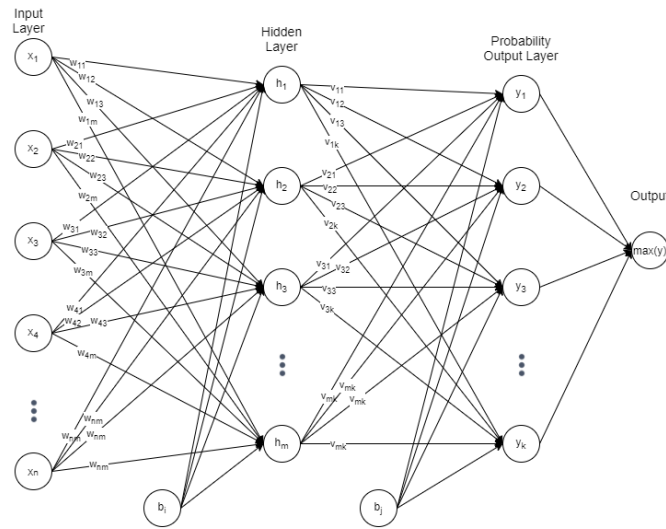 Input
Layer
Hidden
Layer
Probability
Output Layer
Output
x1
x2
x3
x4
xn
w11
w12
w13
w1m
w21
w22
w23
w2m
w31
w32
w33
w3m
w41
w42
w43
w4m
wnm
wnm
wnm
wnm
h1
h2
h3
hm
bi
v11
v12
v13
v1k
v21
v22
v23
v2k
v31
v32
v33
v3k
vmk
vmk
vmk
vmk
y1
y2
y3
yk
bj
max(y)